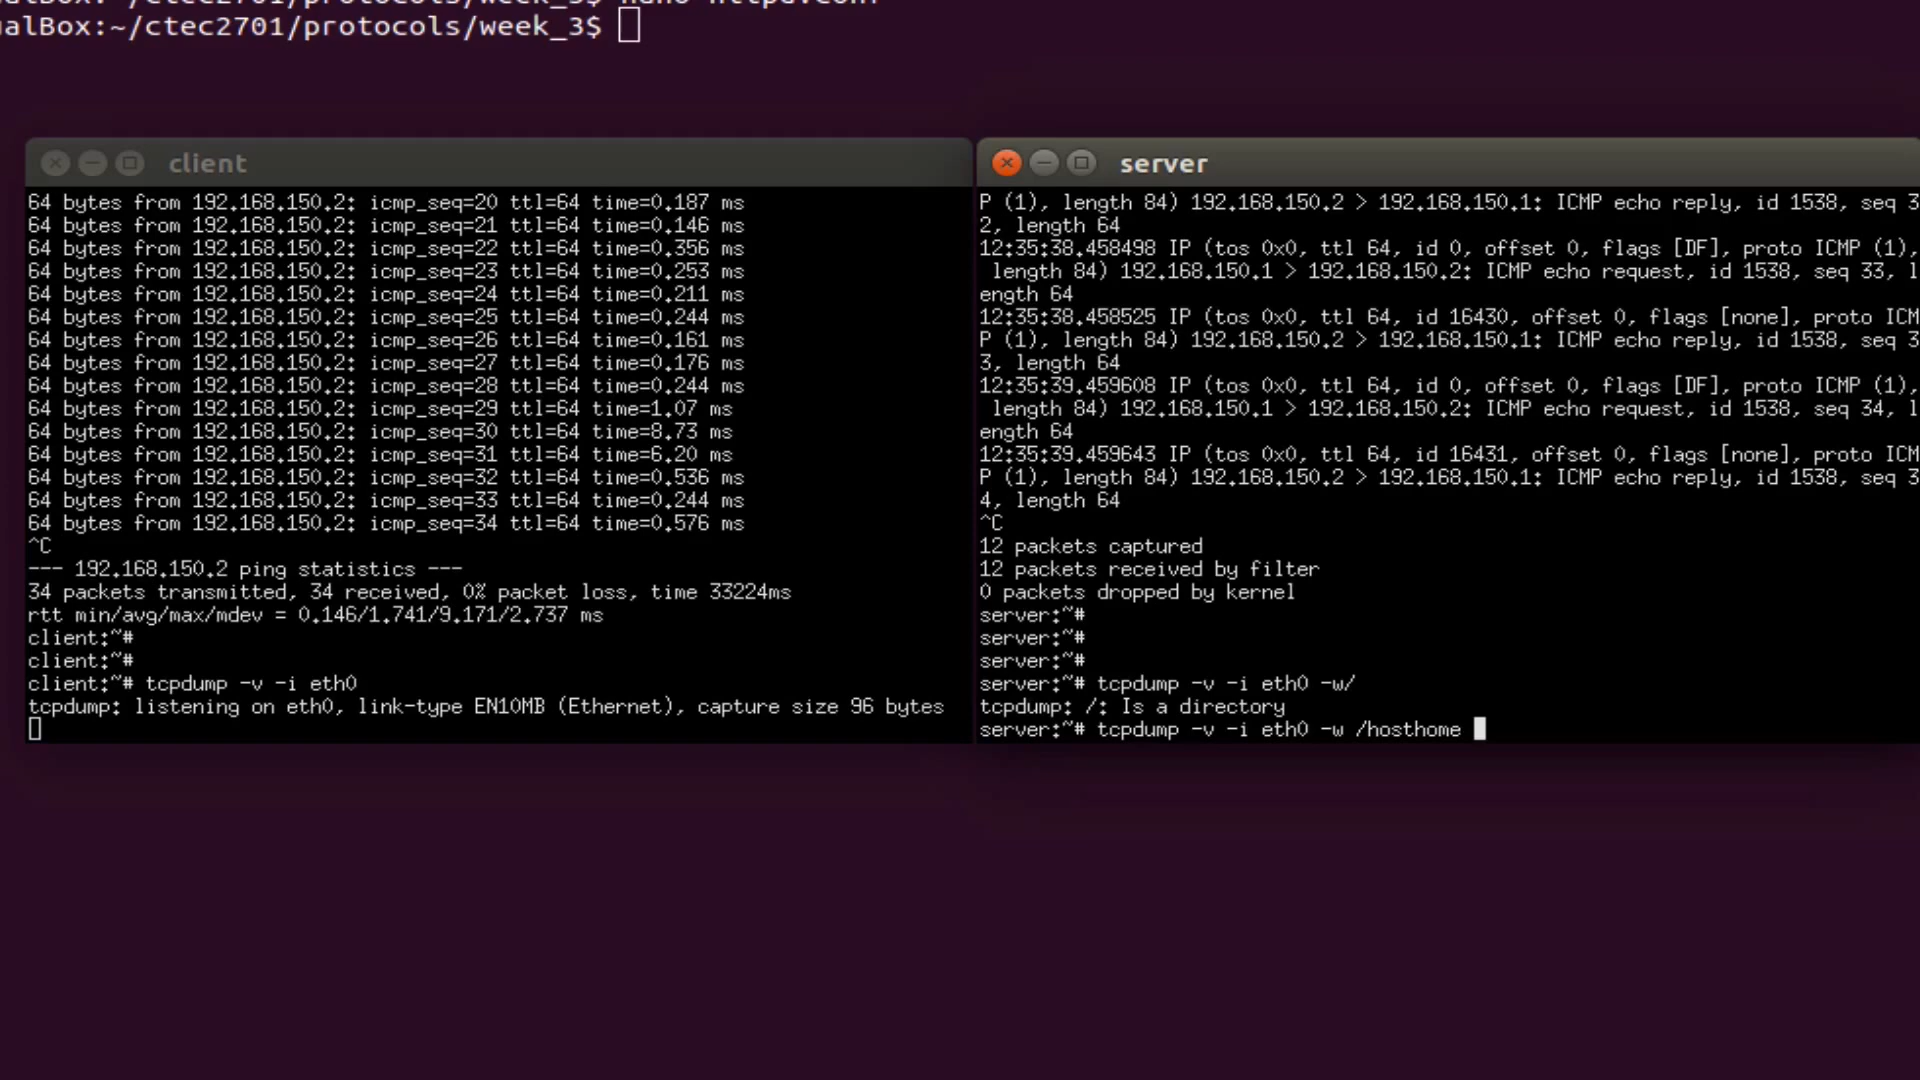 nano httpd.conf
alBox:~/ctec2701/protocols/week_3$
client
64 bytes from 192.168.150.2: icmp_seq=20 ttl=64 time=0.187 ms
64 bytes from 192.168.150.2: icmp_seq=21 ttl=64 time=0.146 ms
64 bytes from 192.168.150.2: icmp_seq=22 ttl=64 time=0.356 ms
64 bytes from 192.168.150.2: icmp_seq=23 ttl=64 time=0.253 ms
64 bytes from 192.168.150.2: icmp_seq=24 ttl=64 time=0.211 ms
64 bytes from 192.168.150.2: icmp_seq=25 ttl=64 time=0.244 ms
64 bytes from 192.168.150.2: icmp_seq=26 ttl=64 time=0.161 ms
64 bytes from 192.168.150.2: icmp_seq=27 ttl=64 time=0.176 ms
64 bytes from 192.168.150.2: icmp_seq=28 ttl=64 time=0.244 ms
64 bytes from 192.168.150.2: icmp_seq=29 ttl=64 time=1.07 ms
64 bytes from 192.168.150.2: icmp_seq=30 ttl=64 time=8.73 ms
64 bytes from 192.168.150.2: icmp_seq=31 ttl=64 time=6.20 ms
64 bytes from 192.168.150.2: icmp_seq=32 ttl=64 time=0.536 ms
64 bytes from 192.168.150.2: icmp_seq=33 ttl=64 time=0.244 ms
64 bytes from 192.168.150.2: icmp_seq=34 ttl=64 time=0.576 ms
^C
--- 192.168.150.2 ping statistics ---
34 packets transmitted, 34 received, 0% packet loss, time 33224ms
rtt min/avg/max/mdev = 0.146/1.741/9.171/2.737 ms
client:~#
client:~#
client:~# tcpdump -v -i eth0
tcpdump: listening on eth0, link-type EN10MB (Ethernet), capture size 96 bytes
server
P (1), length 84) 192.168.150.2 > 192.168.150.1: ICMP echo reply, id 1538, seq 3
2, length 64
12:35:38.458498 IP (tos 0x0, ttl 64, id 0, offset 0, flags [DF], proto ICMP (1),
 length 84) 192.168.150.1 > 192.168.150.2: ICMP echo request, id 1538, seq 33, l
ength 64
12:35:38.458525 IP (tos 0x0, ttl 64, id 16430, offset 0, flags [none], proto ICM
P (1), length 84) 192.168.150.2 > 192.168.150.1: ICMP echo reply, id 1538, seq 3
3, length 64
12:35:39.459608 IP (tos 0x0, ttl 64, id 0, offset 0, flags [DF], proto ICMP (1),
 length 84) 192.168.150.1 > 192.168.150.2: ICMP echo request, id 1538, seq 34, l
ength 64
12:35:39.459643 IP (tos 0x0, ttl 64, id 16431, offset 0, flags [none], proto ICM
P (1), length 84) 192.168.150.2 > 192.168.150.1: ICMP echo reply, id 1538, seq 3
4, length 64
^C
12 packets captured
12 packets received by filter
0 packets dropped by kernel
server:~#
server:~#
server:~#
server:~# tcpdump -v -i eth0 -w/
tcpdump: /: Is a directory
server:~# tcpdump -v -i eth0 -w /hosthome